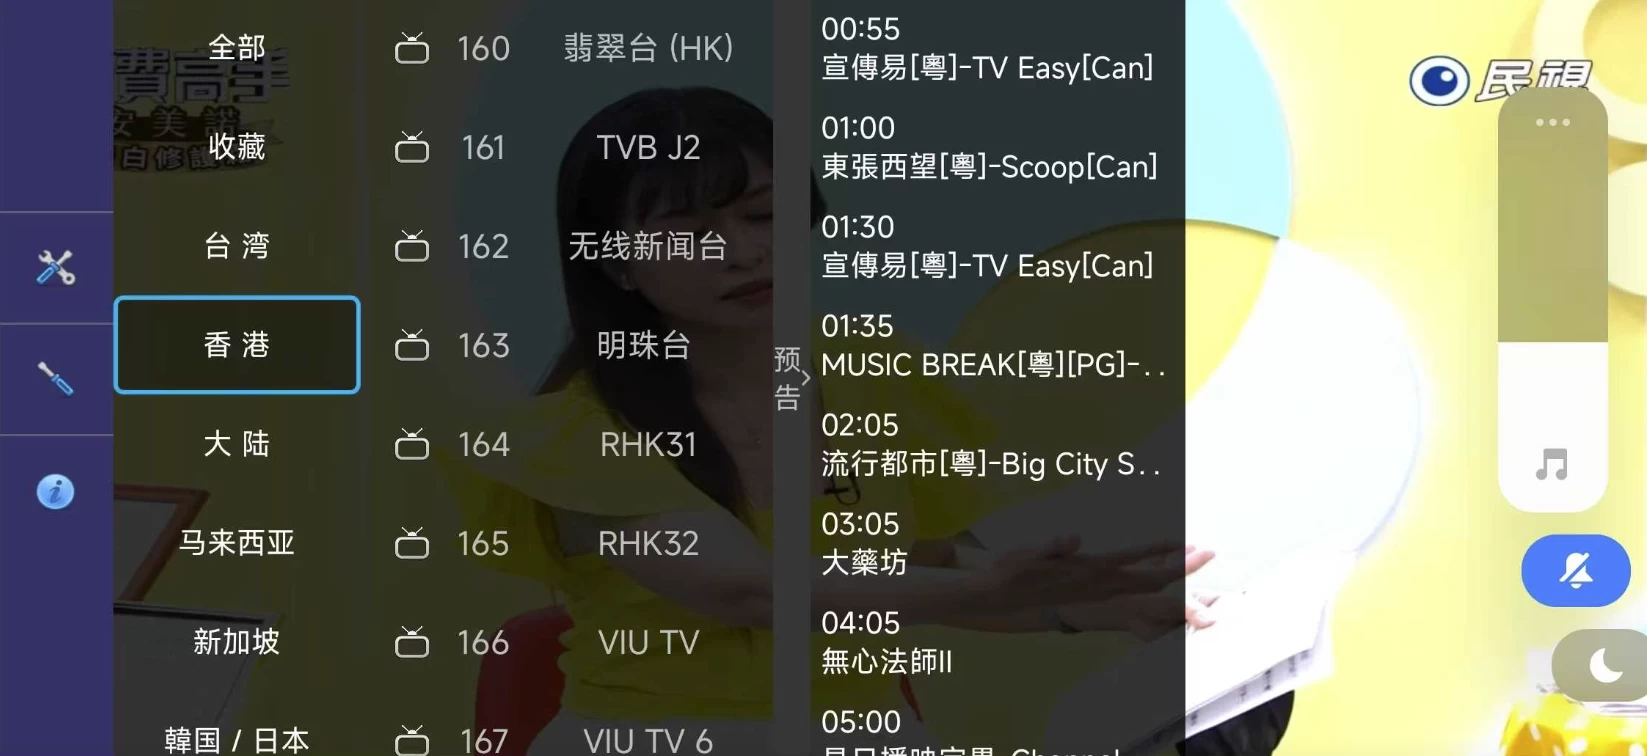 全部
收藏
台 湾
香 港
大 陆
马来西亚
新加坡
韓国 / 日本
160 翡翠台 (HK)
161 TVB J2
162 无线新闻台
163 明珠台
164 RHK31
165 RHK32
166 VIU TV
167 VIU TV 6
预
告
00:55
宣傳易[粵]-TV Easy[Can]
01:00
東張西望[粵]-Scoop[Can]
01:30
宣傳易[粵]-TV Easy[Can]
01:35
MUSIC BREAK[粵][PG]-..
02:05
流行都市[粵]-Big City S..
03:05
大藥坊
04:05
無心法師II
05:00
民視
費高手
安美諾
白修護